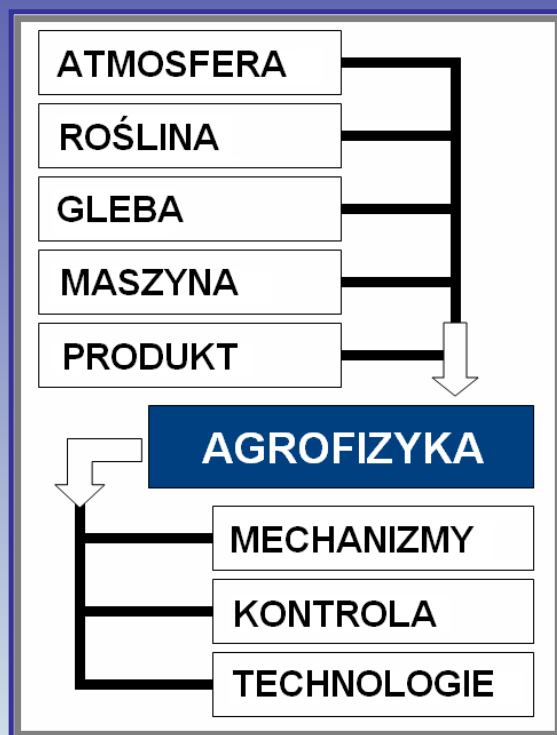 ATMOSFERA
ROŚLINA
GLEBA
MASZYNA
PRODUKT
AGROFIZYKA
MECHANIZMY
KONTROLA
TECHNOLOGIE